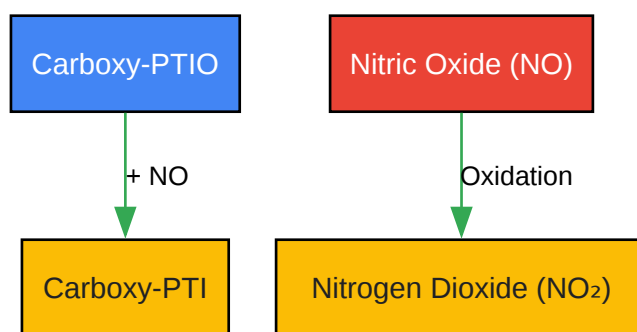 Carboxy-PTIO
Nitric Oxide (NO)
+ NO
Oxidation
Carboxy-PTI
Nitrogen Dioxide (NO₂)